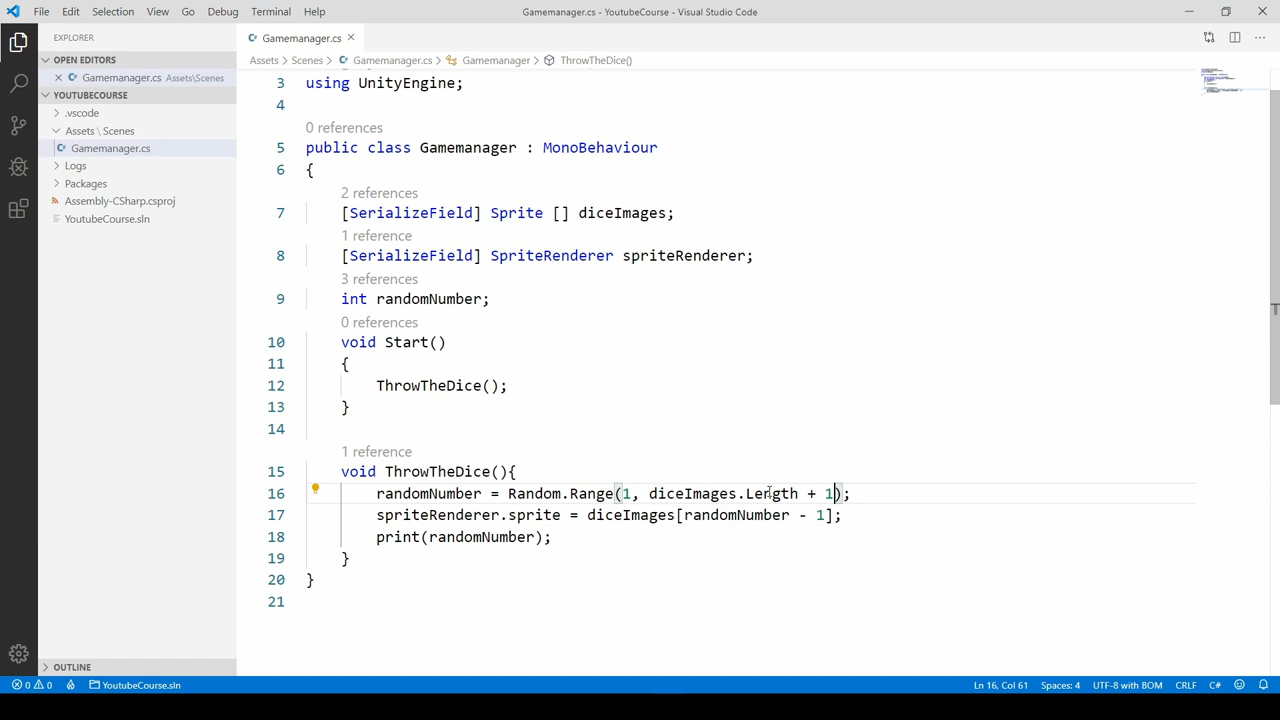 File Edit Selection View Go Debug Terminal Help Gamemanager.cs - YoutubeCourse - Visual Studio Code
EXPLORER
OPEN EDITORS
Gamemanager.cs Assets\Scenes
YOUTUBECOURSE
.vscode
Assets \ Scenes
Gamemanager.cs
Logs
Packages
Assembly-CSharp.csproj
YoutubeCourse.sln
OUTLINE
Gamemanager.cs
Assets > Scenes > Gamemanager.cs > Gamemanager > ThrowTheDice()
3 using UnityEngine;
4
0 references
5 public class Gamemanager : MonoBehaviour
6 {
2 references
7 [SerializeField] Sprite [] diceImages;
1 reference
8 [SerializeField] SpriteRenderer spriteRenderer;
3 references
9 int randomNumber;
0 references
10 void Start()
11 {
12 ThrowTheDice();
13 }
14
1 reference
15 void ThrowTheDice(){
16 randomNumber = Random.Range(1, diceImages.Length + 1);
17 spriteRenderer.sprite = diceImages[randomNumber - 1];
18 print(randomNumber);
19 }
20 }
21
0 0 YoutubeCourse.sln Ln 16, Col 61 Spaces: 4 UTF-8 with BOM CRLF C#